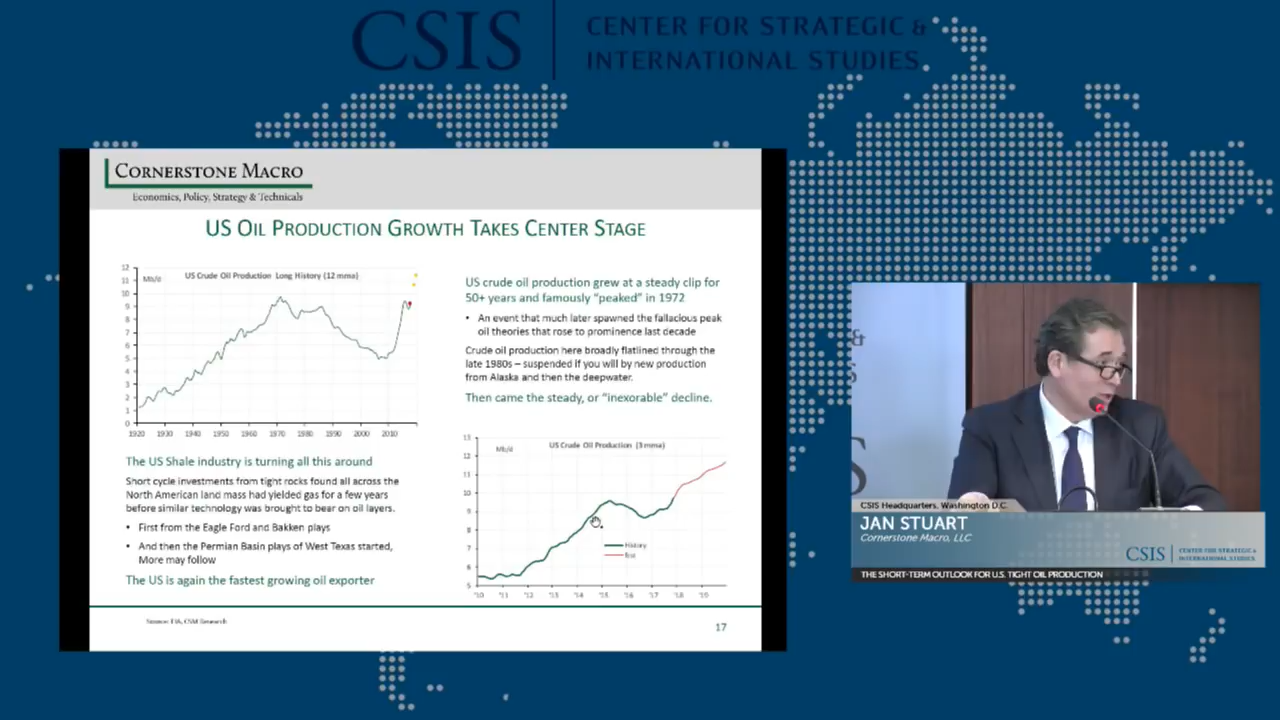 CSIS
CENTER FOR STRATEGIC &
INTERNATIONAL STUDIES
CORNERSTONE MACRO
Economics, Policy, Strategy & Technicals
US OIL PRODUCTION GROWTH TAKES CENTER STAGE
US Crude Oil Production Long History (12 mma)
Mb/d
12
11
10
9
8
7
6
5
4
3
2
1
0
1920 1930 1940 1950 1960 1970 1980 1990 2000 2010
US crude oil production grew at a steady clip for
50+ years and famously "peaked" in 1972
• An event that much later spawned the fallacious peak
oil theories that rose to prominence last decade
Crude oil production here broadly flatlined through the
late 1980s – suspended if you will by new production
from Alaska and then the deepwater.
Then came the steady, or "inexorable" decline.
The US Shale industry is turning all this around
Short cycle investments from tight rocks found all across the
North American land mass had yielded gas for a few years
before similar technology was brought to bear on oil layers.
• First from the Eagle Ford and Bakken plays
• And then the Permian Basin plays of West Texas started,
More may follow
The US is again the fastest growing oil exporter
US Crude Oil Production (3mma)
Mb/d
13
12
11
10
9
8
7
6
5
History
'10 '11 '12 '13 '14 '15 '16 '17 '18 '19
Source: EIA, CSM Research
17
&
S
S
CSIS Headquarters, Washington D.C.
JAN STUART
Cornerstone Macro, LLC
CSIS
CENTER FOR STRATEGIC &
INTERNATIONAL STUDIES
THE SHORT-TERM OUTLOOK FOR U.S. TIGHT OIL PRODUCTION